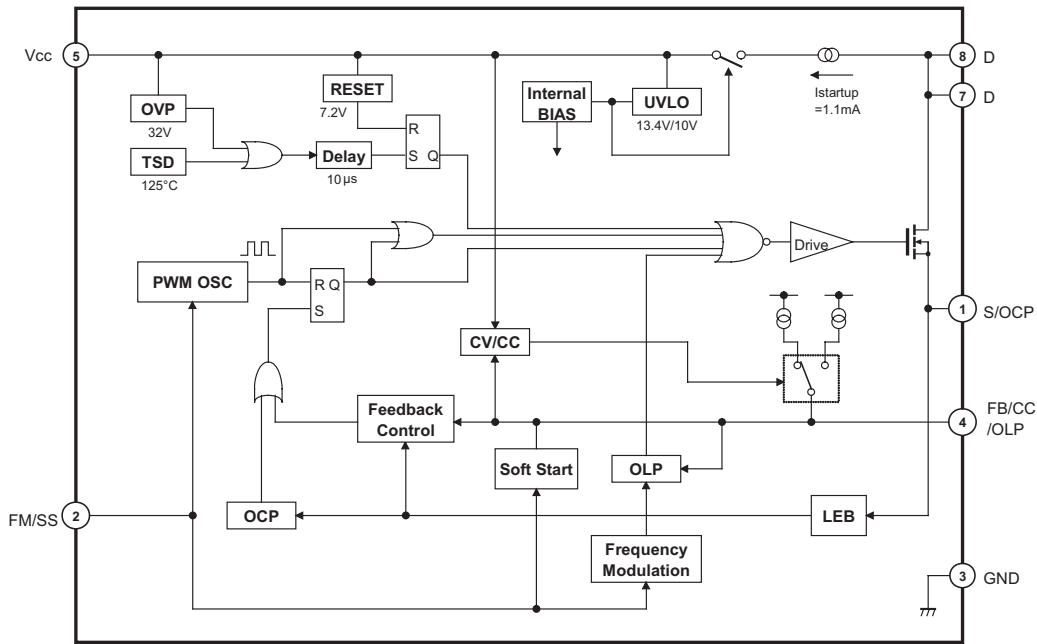 Vcc
5
8
D
OVP
32V
RESET
7.2V
Internal
BIAS
UVLO
13.4V/10V
Istartup
=1.1mA
7
D
TSD
125°C
Delay
10µs
R
S Q
PWM OSC
R Q
S
Drive
1
S/OCP
CV/CC
Feedback
Control
4
FB/CC
/OLP
Soft Start
OLP
FM/SS
2
OCP
LEB
Frequency
Modulation
3
GND